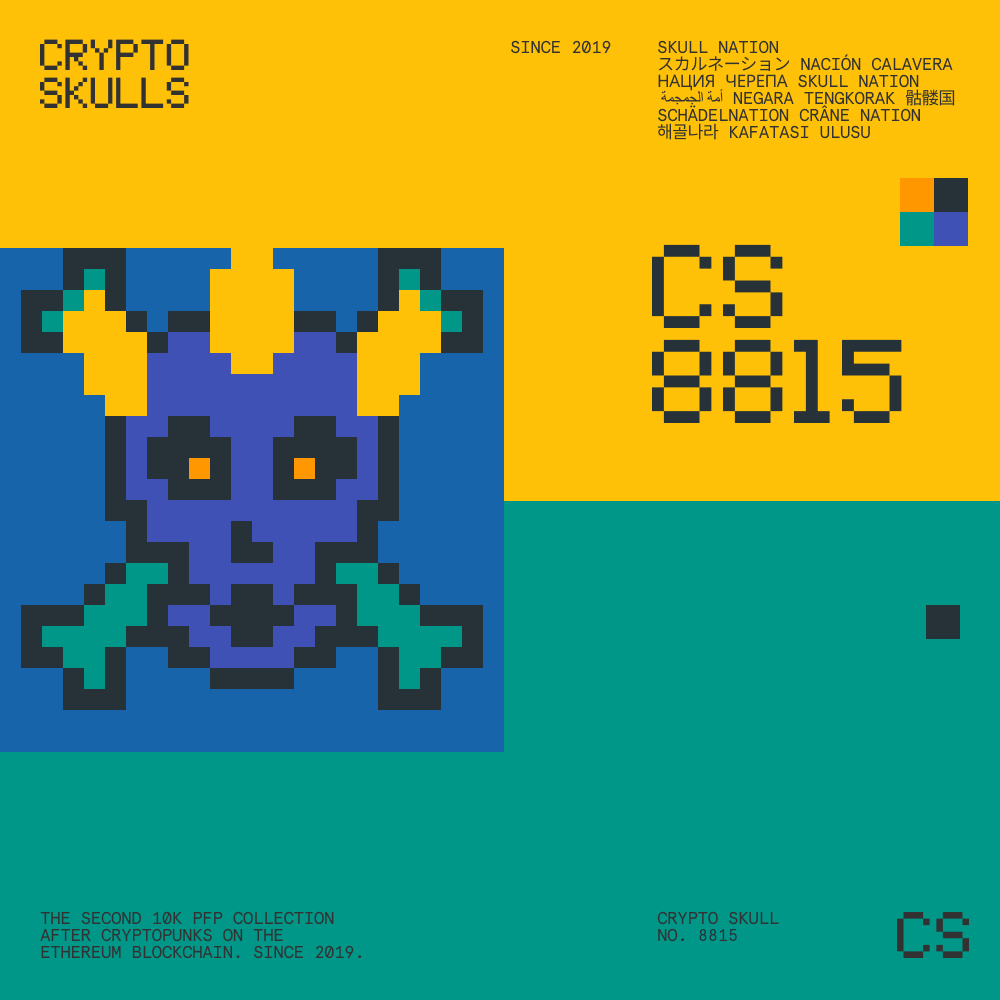 CRYPTO
SKULLS
SINCE 2019
SKULL NATION
スカルネーション NACIÓN CALAVERA
НАЦИЯ ЧЕРЕПА SKULL NATION
أمة الجمجمة NEGARA TENGKORAK 骷髅国
SCHÄDELNATION CRÂNE NATION
해골나라 KAFATASI ULUSU
CS
8815
THE SECOND 10K PFP COLLECTION
AFTER CRYPTOPUNKS ON THE
ETHEREUM BLOCKCHAIN. SINCE 2019.
CRYPTO SKULL
NO. 8815
CS